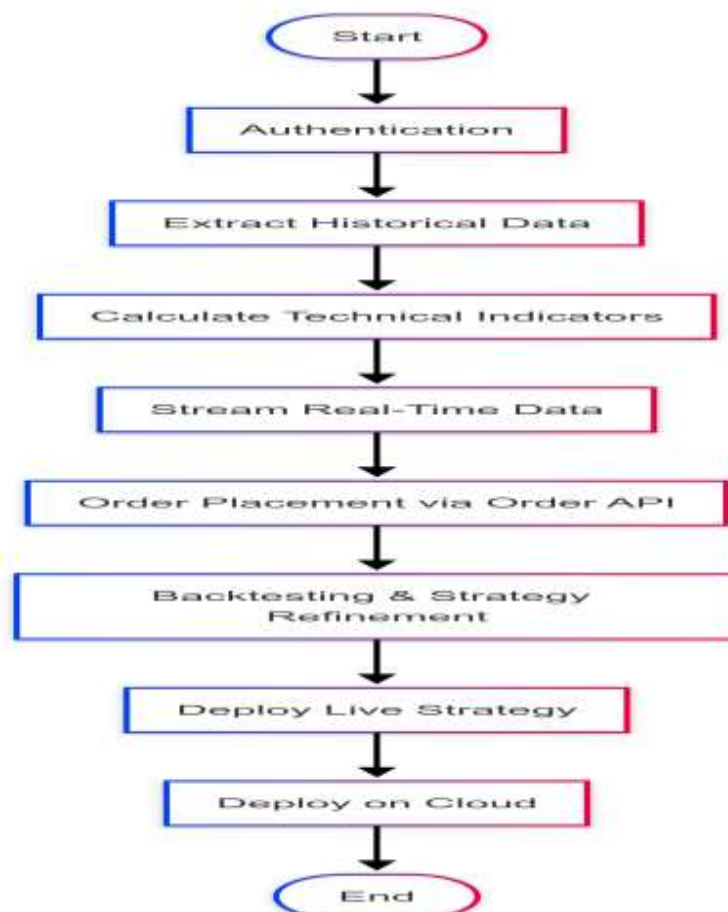 Start
Authentication
Extract Historical Data
Calculate Technical Indicators
Stream Real-Time Data
Order Placement via Order API
Backtesting & Strategy
Refinement
Deploy Live Strategy
Deploy on Cloud
End